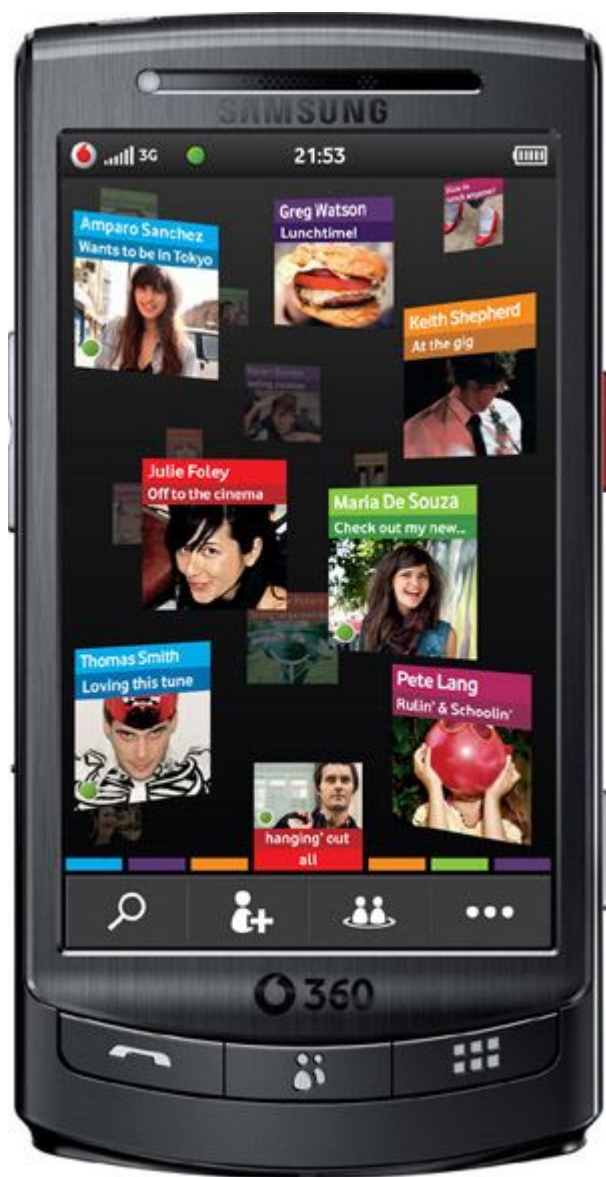 SAMSUNG
3G
21:53
Amparo Sanchez
Wants to be in Tokyo
Greg Watson
Lunchtime!
Keith Shepherd
At the gig
Julie Foley
Off to the cinema
Maria De Souza
Check out my new...
Thomas Smith
Loving this tune
Pete Lang
Rulin' & Schoolin'
hanging' out
all
360